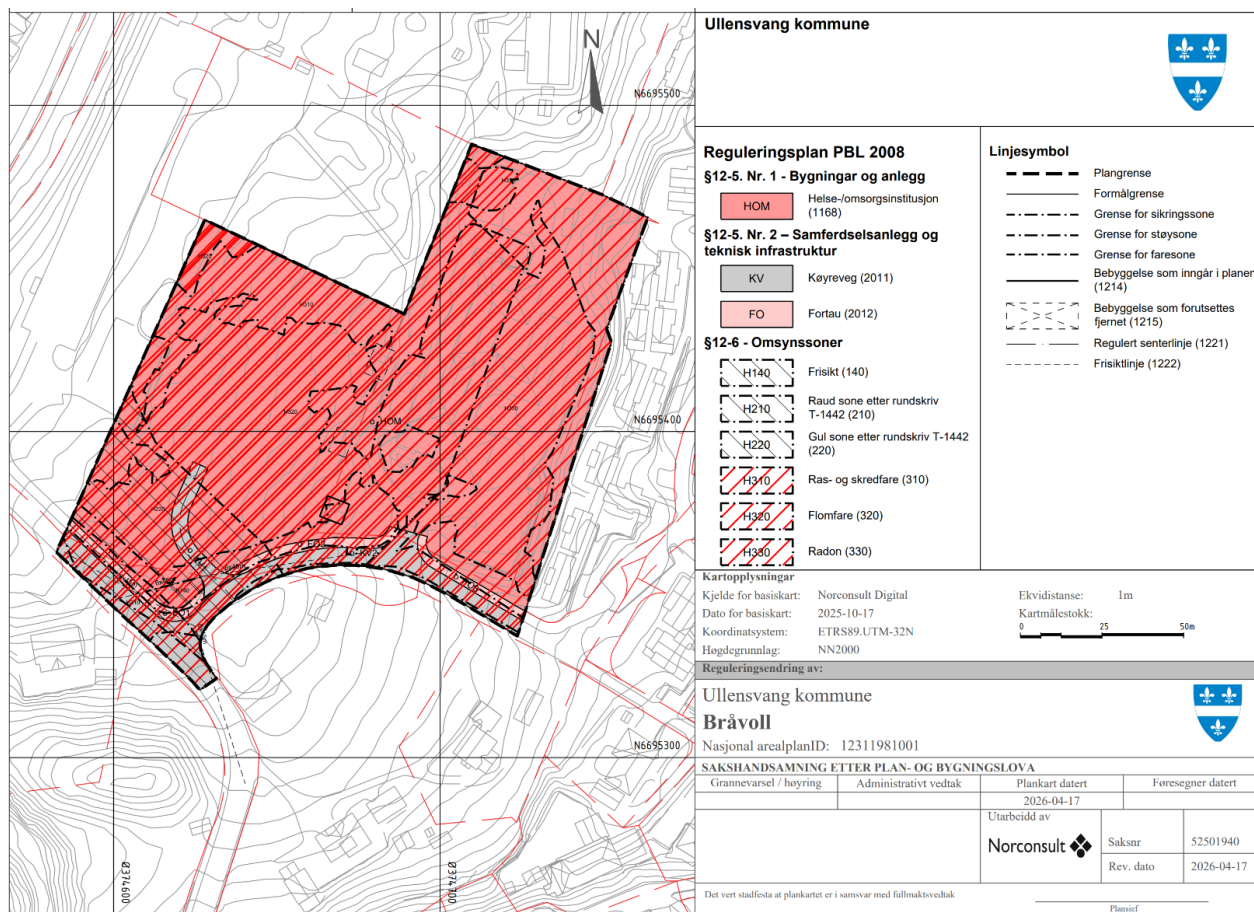 N
N6695500
N6695400
N6695300
Ø374600
Ø374700
H320
H310
H320
H350
o HOM
H220
Ullensvang kommune
Reguleringsplan PBL 2008
§12-5. Nr. 1 - Bygningar og anlegg
HOM
Helse-/omsorgsinstitusjon
(1168)
§12-5. Nr. 2 – Samferdselsanlegg og
teknisk infrastruktur
KV
Køyreveg (2011)
FO
Fortau (2012)
§12-6 - Omsynssoner
H140
Frisikt (140)
H210
Raud sone etter rundskriv
T-1442 (210)
H220
Gul sone etter rundskriv T-1442
(220)
H310
Ras- og skredfare (310)
H320
Flomfare (320)
H330
Radon (330)
Linjesymbol
Plangrense
Formålgrense
Grense for sikringssone
Grense for støysone
Grense for faresone
Bebyggelse som inngår i planen
(1214)
Bebyggelse som forutsettes
fjernet (1215)
Regulert senterlinje (1221)
Frisiktlinje (1222)
Kartopplysningar
Kjelde for basiskart: Norconsult Digital
Dato for basiskart: 2025-10-17
Koordinatsystem: ETRS89.UTM-32N
Høgdegrunnlag: NN2000
Ekvidistanse: 1m
Kartmålestokk:
0 25 50m
Reguleringsendring av:
Ullensvang kommune
Bråvoll
Nasjonal arealplanID: 12311981001
SAKSHANDSAMNING ETTER PLAN- OG BYGNINGSLOVA
Grannevarsel / høyring Administrativt vedtak Plankart datert Føresegner datert
2026-04-17
Utarbeidd av
Norconsult
Saksnr 52501940
Rev. dato 2026-04-17
Det vert stadfesta at plankartet er i samsvar med fullmaktsvedtak
Plansjef